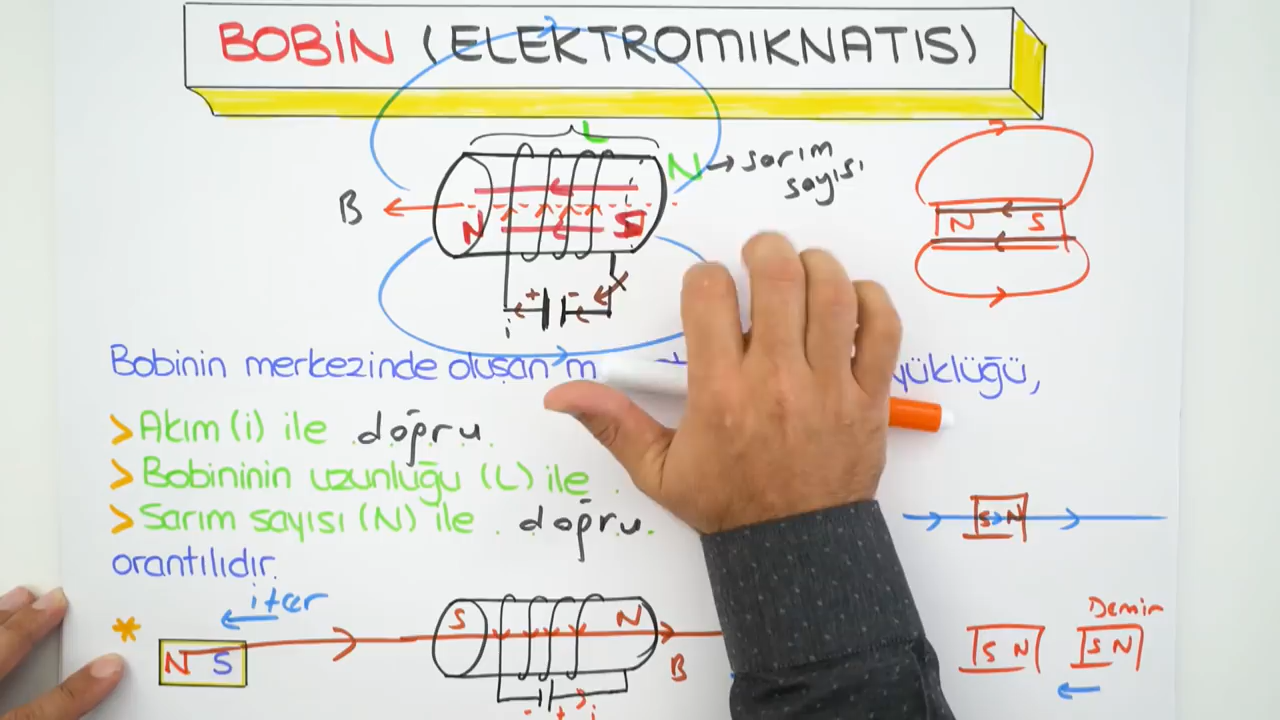 BOBİN (ELEKTROMIKNATIS)
L
N → sarım
sayısı
B
N S
N S
+ -
i
Bobinin merkezinde oluşan m yüklüğü,
> Akım (i) ile doğru
> Bobininin uzunluğu (L) ile
> Sarım sayısı (N) ile doğru
orantılıdır.
S N
* iter
N S
S N
B
- + i
Demir
S N
S N